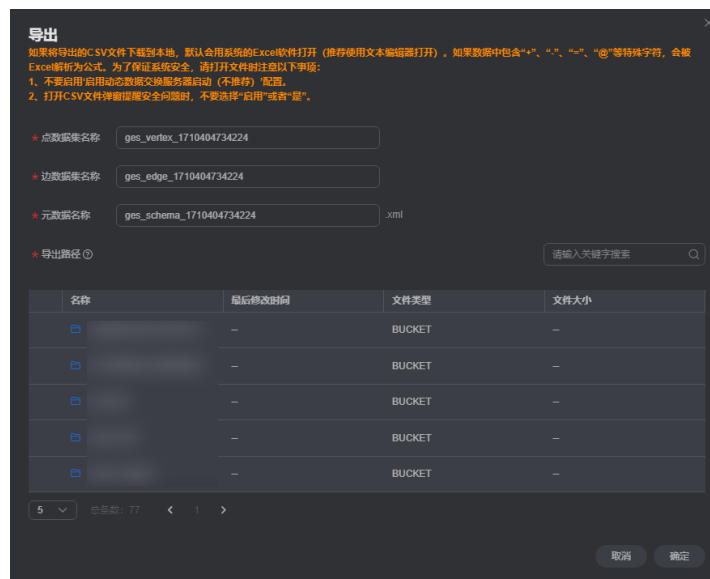 导出
如果将导出的CSV文件下载到本地，默认会用系统的Excel软件打开（推荐使用文本编辑器打开）。如果数据中包含“+”、“-”、“=”、“@”等特殊字符，会被
Excel解析为公式。为了保证系统安全，请打开文件时注意以下事项：
1、不要启用'启用动态数据交换服务器启动（不推荐）'配置。
2、打开CSV文件弹窗提醒安全问题时，不要选择“启用”或者“是”。
* 点数据集名称 ges_vertex_1710404734224
* 边数据集名称 ges_edge_1710404734224
* 元数据名称 ges_schema_1710404734224 .xml
* 导出路径 ? 请输入关键字搜索
名称 最后修改时间 文件类型 文件大小
-- BUCKET --
-- BUCKET --
-- BUCKET --
-- BUCKET --
-- BUCKET --
5 总条数：77 < 1 >
取消 确定